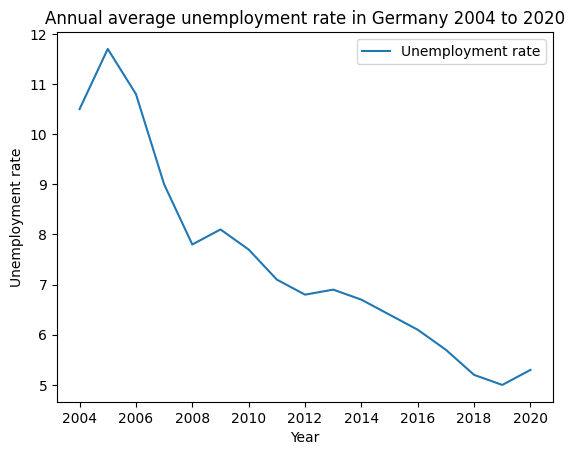 Annual average unemployment rate in Germany 2004 to 2020
Unemployment rate
12
11
10
9
8
7
6
5
Unemployment rate
2004 2006 2008 2010 2012 2014 2016 2018 2020
Year